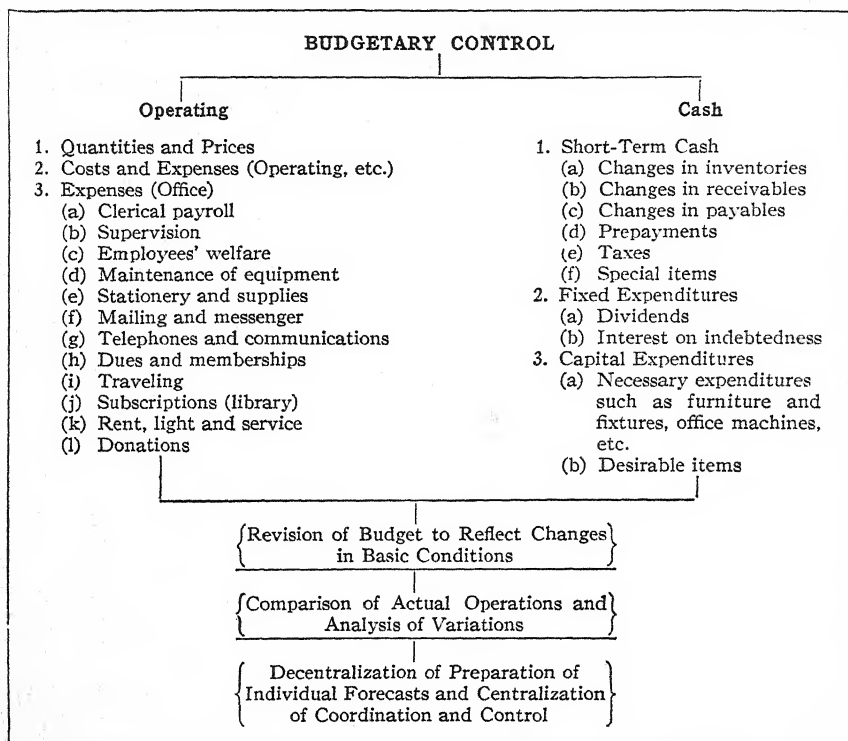 BUDGETARY CONTROL
Operating
1. Quantities and Prices
2. Costs and Expenses (Operating, etc.)
3. Expenses (Office)
(a) Clerical payroll
(b) Supervision
(c) Employees' welfare
(d) Maintenance of equipment
(e) Stationery and supplies
(f) Mailing and messenger
(g) Telephones and communications
(h) Dues and memberships
(i) Traveling
(j) Subscriptions (library)
(k) Rent, light and service
(l) Donations
Cash
1. Short-Term Cash
(a) Changes in inventories
(b) Changes in receivables
(c) Changes in payables
(d) Prepayments
(e) Taxes
(f) Special items
2. Fixed Expenditures
(a) Dividends
(b) Interest on indebtedness
3. Capital Expenditures
(a) Necessary expenditures
such as furniture and
fixtures, office machines,
etc.
(b) Desirable items
{Revision of Budget to Reflect Changes
in Basic Conditions}
{Comparison of Actual Operations and
Analysis of Variations}
{Decentralization of Preparation of
Individual Forecasts and Centralization
of Coordination and Control}